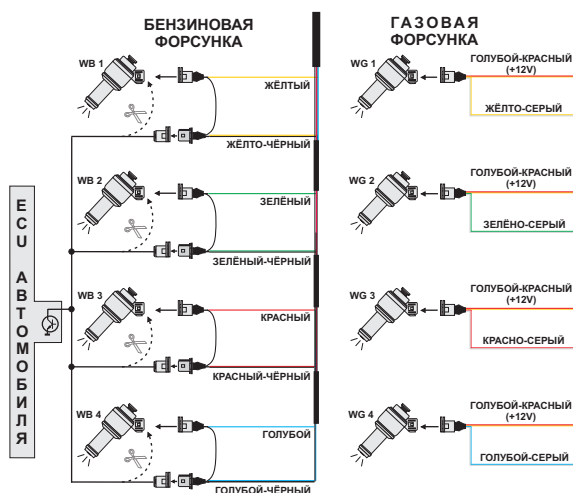 БЕНЗИНОВАЯ
ФОРСУНКА
ГАЗОВАЯ
ФОРСУНКА
WB 1
ЖЁЛТЫЙ
ЖЁЛТО-ЧЁРНЫЙ
WB 2
ЗЕЛЁНЫЙ
ЗЕЛЁНЫЙ-ЧЁРНЫЙ
WB 3
КРАСНЫЙ
КРАСНЫЙ-ЧЁРНЫЙ
WB 4
ГОЛУБОЙ
ГОЛУБОЙ-ЧЁРНЫЙ
ECU АВТОМОБИЛЯ
WG 1
ГОЛУБОЙ-КРАСНЫЙ
(+12V)
ЖЁЛТО-СЕРЫЙ
WG 2
ГОЛУБОЙ-КРАСНЫЙ
(+12V)
ЗЕЛЁНО-СЕРЫЙ
WG 3
ГОЛУБОЙ-КРАСНЫЙ
(+12V)
КРАСНО-СЕРЫЙ
WG 4
ГОЛУБОЙ-КРАСНЫЙ
(+12V)
ГОЛУБОЙ-СЕРЫЙ